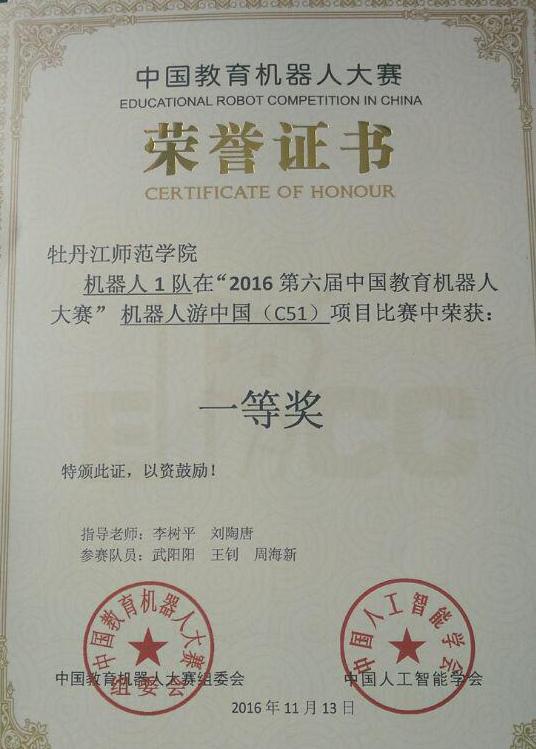 中国教育机器人大赛
EDUCATIONAL ROBOT COMPETITION IN CHINA
荣誉证书
CERTIFICATE OF HONOUR
牡丹江师范学院
机器人1队在“2016第六届中国教育机器人
大赛” 机器人游中国（C51）项目比赛中荣获：
一等奖
特颁此证，以资鼓励！
指导老师：李树平 刘陶唐
参赛队员：武阳阳 王钊 周海新
中国教育机器人大赛
组委会
中国人工智能学会
中国教育机器人大赛组委会
中国人工智能学会
2016年11月13日